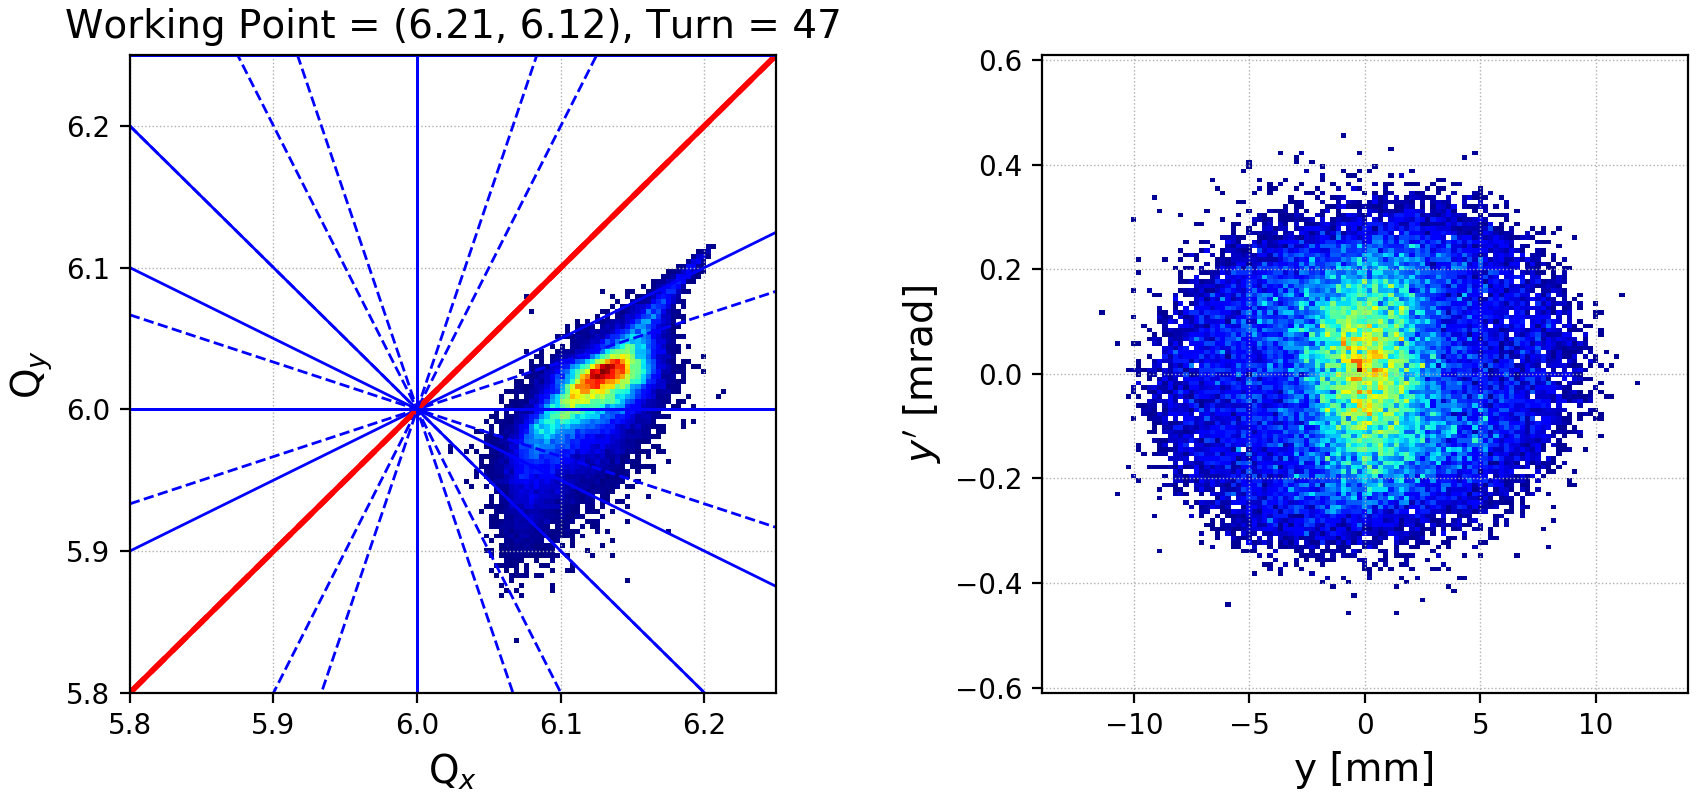 Working Point = (6.21, 6.12), Turn = 47
6.2
6.1
6.0
5.9
5.8
Qy
5.8 5.9 6.0 6.1 6.2
Qx
0.6
0.4
0.2
0.0
−0.2
−0.4
−0.6
y′ [mrad]
−10 −5 0 5 10
y [mm]